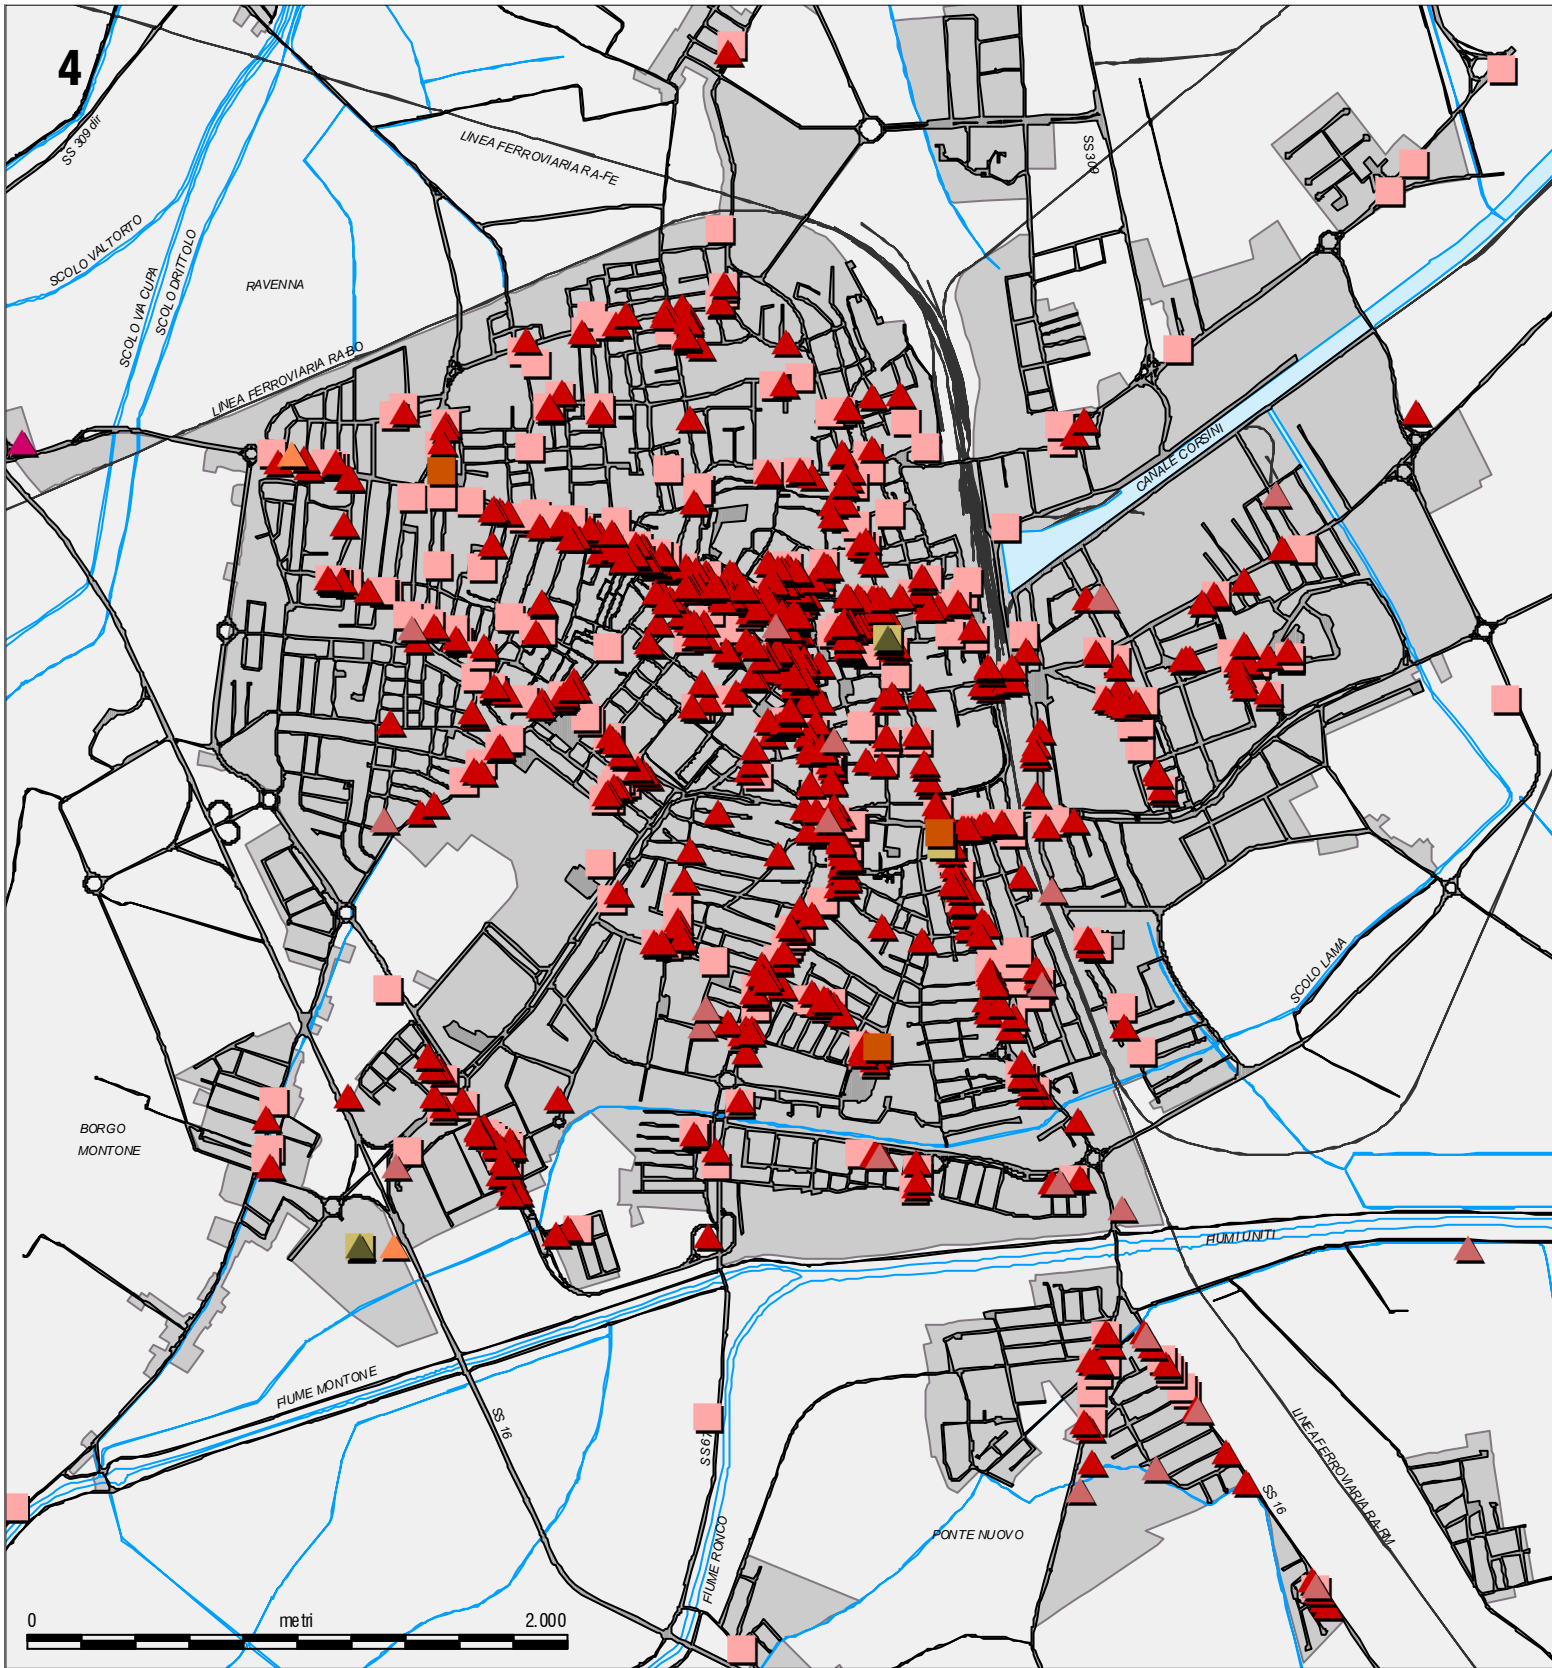 4
SS 309 dir
LINEA FERROVIARIA RA-FE
SS 309
SCOLO VALTORTO
SCOLO VIA CUPA
SCOLO DRITTOLO
RAVENNA
LINEA FERROVIARIA RA-BO
CANALE CORSINI
SCOLO LAMA
BORGO
MONTONE
FIUMI UNITI
FIUME MONTONE
SS 16
SS 67
LINEA FERROVIARIA RA-RM
SS 16
PONTE NUOVO
FIUME RONCO
0 metri 2.000